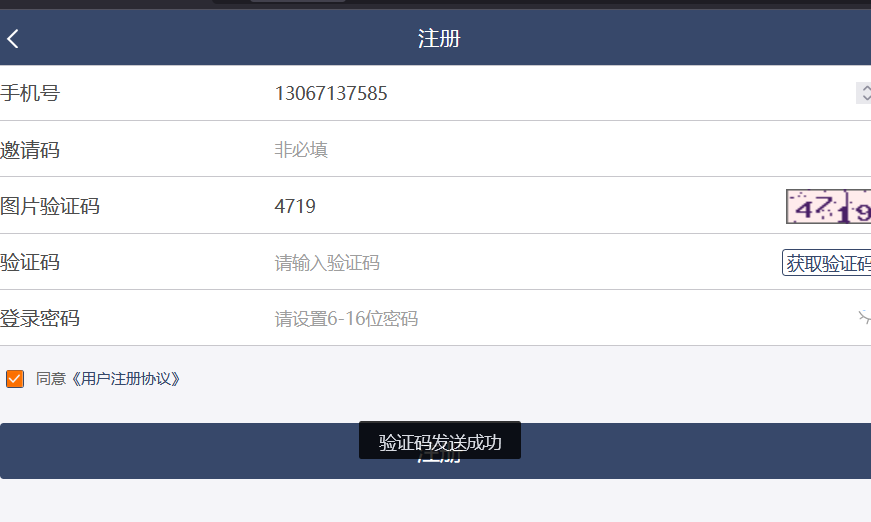 注册
手机号 13067137585
邀请码 非必填
图片验证码 4719 4719
验证码 请输入验证码 获取验证码
登录密码 请设置6-16位密码
同意《用户注册协议》
验证码发送成功
注册